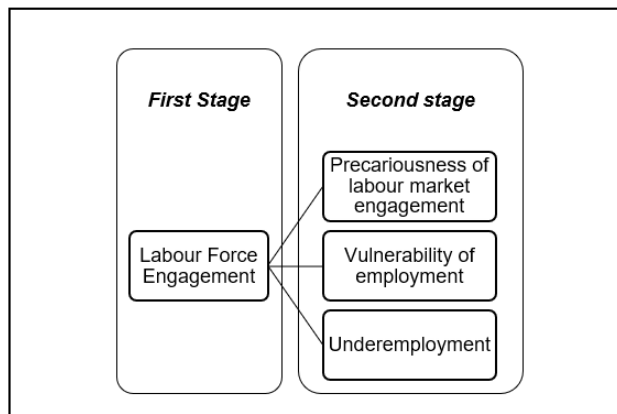 First Stage
Second stage
Precariousness of
labour market
engagement
Labour Force
Engagement
Vulnerability of
employment
Underemployment